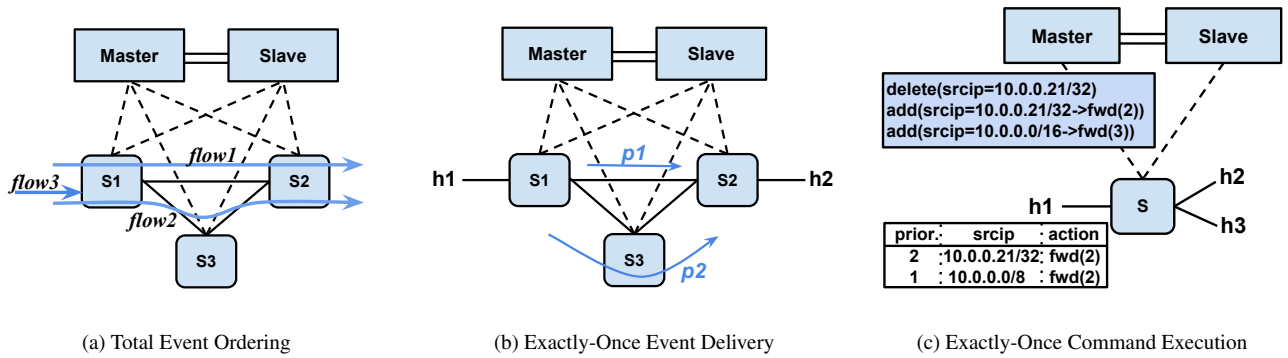 Master Slave
flow1
S1 S2
flow3
flow2
S3
(a) Total Event Ordering
Master Slave
p1
h1 S1 S2 h2
S3 p2
(b) Exactly-Once Event Delivery
Master Slave
delete(srcip=10.0.0.21/32)
add(srcip=10.0.0.21/32->fwd(2))
add(srcip=10.0.0.0/16->fwd(3))
h2
h1 S
h3
prior. srcip action
2 10.0.0.21/32 fwd(2)
1 10.0.0.0/8 fwd(2)
(c) Exactly-Once Command Execution